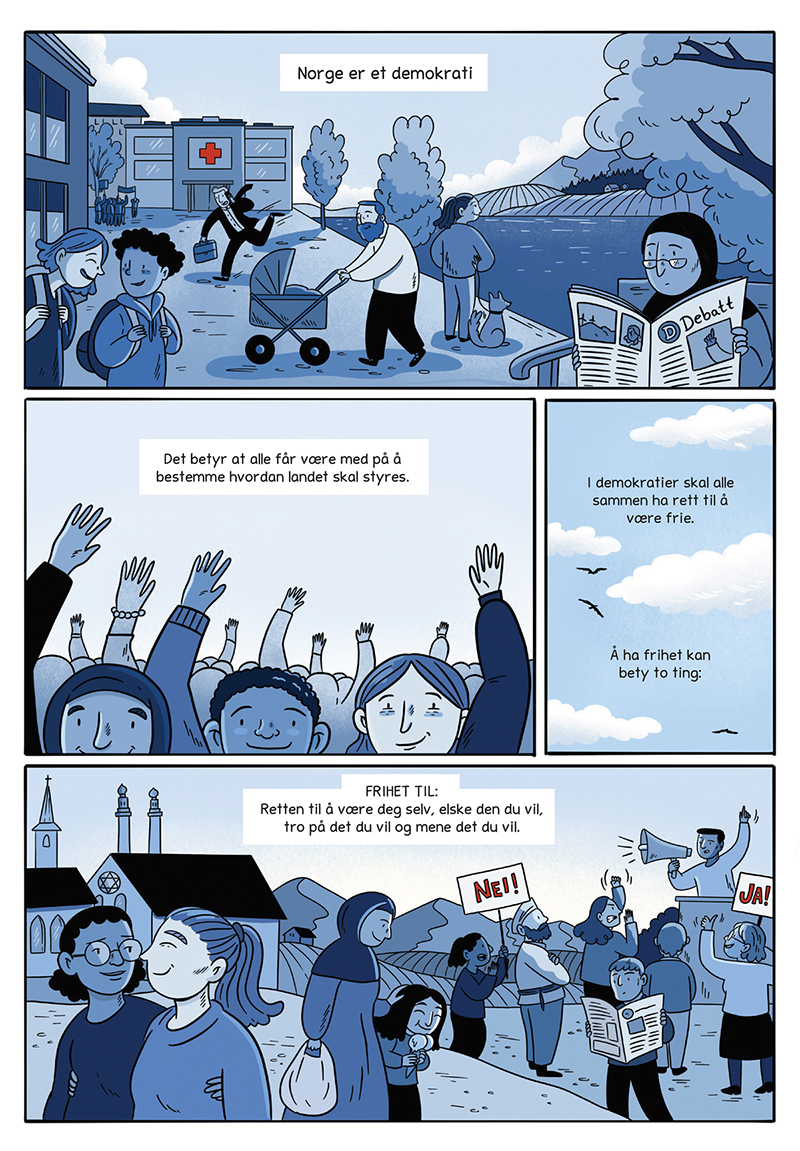 Norge er et demokrati
D Debatt
Det betyr at alle får være med på å
bestemme hvordan landet skal styres.
I demokratier skal alle
sammen ha rett til å
være frie.
Å ha frihet kan
bety to ting:
FRIHET TIL:
Retten til å være deg selv, elske den du vil,
tro på det du vil og mene det du vil.
NEI!
JA!